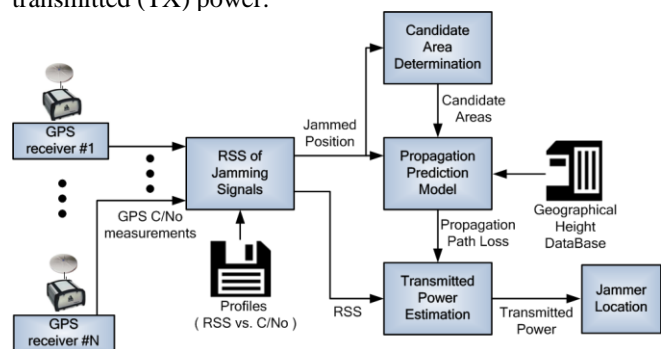 transmitted (TX) power.
Candidate
Area
Determination
GPS
receiver #1
RSS of
Jamming
Signals
Jammed
Position
Candidate
Areas
Propagation
Prediction
Model
Geographical
Height
DataBase
GPS C/No
measurements
Propagation
Path Loss
GPS
receiver #N
Profiles
( RSS vs. C/No )
RSS
Transmitted
Power
Estimation
Transmitted
Power
Jammer
Location